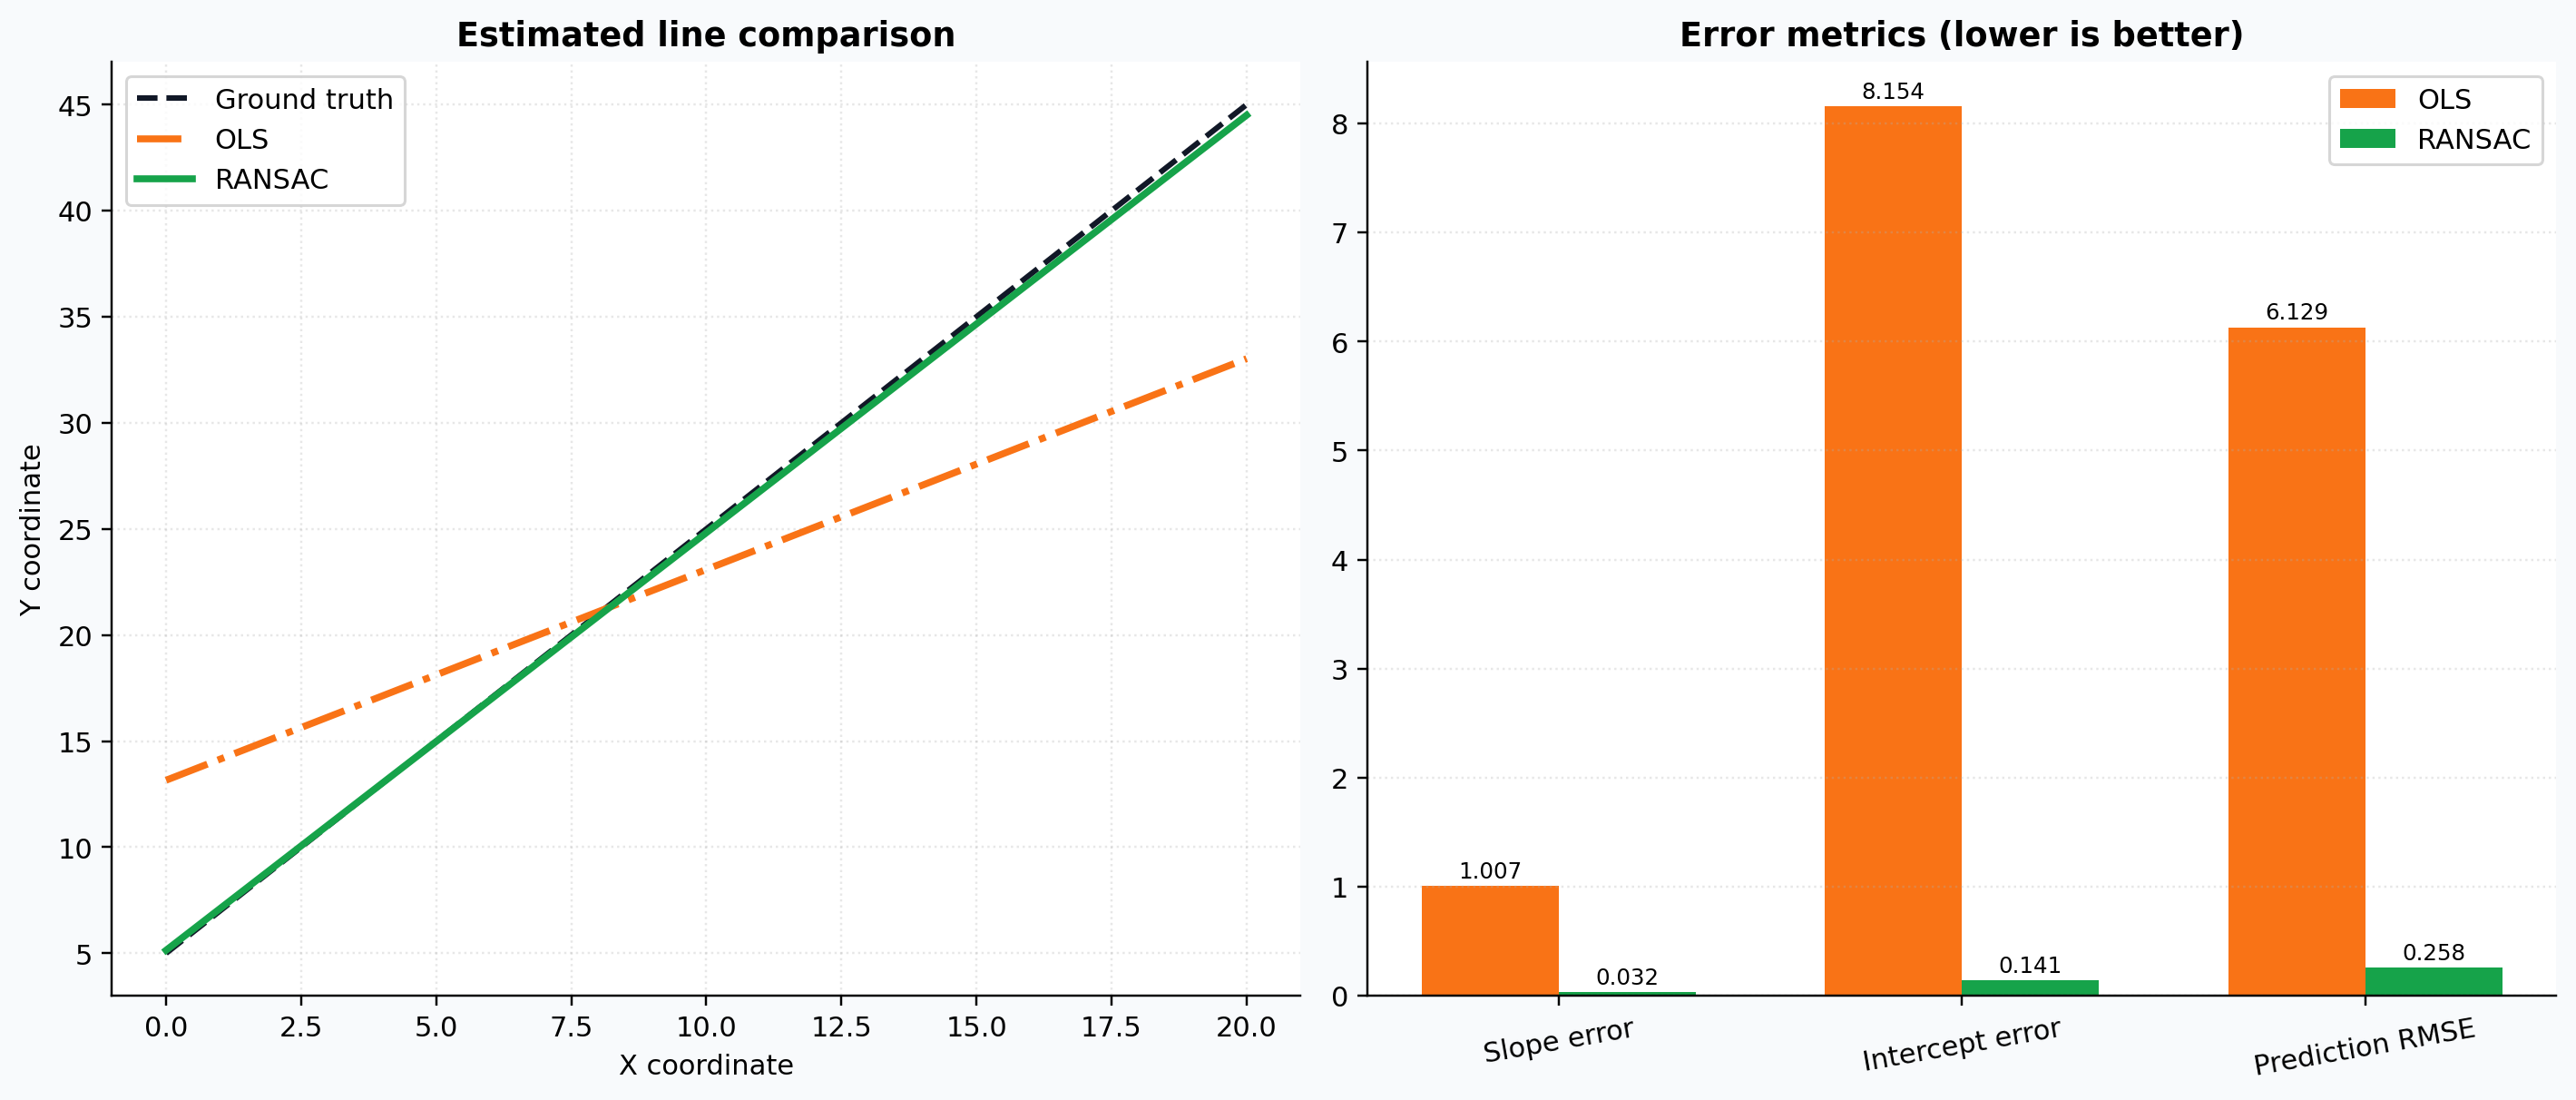 Estimated line comparison
Ground truth
OLS
RANSAC
45
40
35
30
25
20
15
10
5
Y coordinate
0.0 2.5 5.0 7.5 10.0 12.5 15.0 17.5 20.0
X coordinate
Error metrics (lower is better)
OLS
RANSAC
8
7
6
5
4
3
2
1
0
1.007
0.032
8.154
0.141
6.129
0.258
Slope error
Intercept error
Prediction RMSE